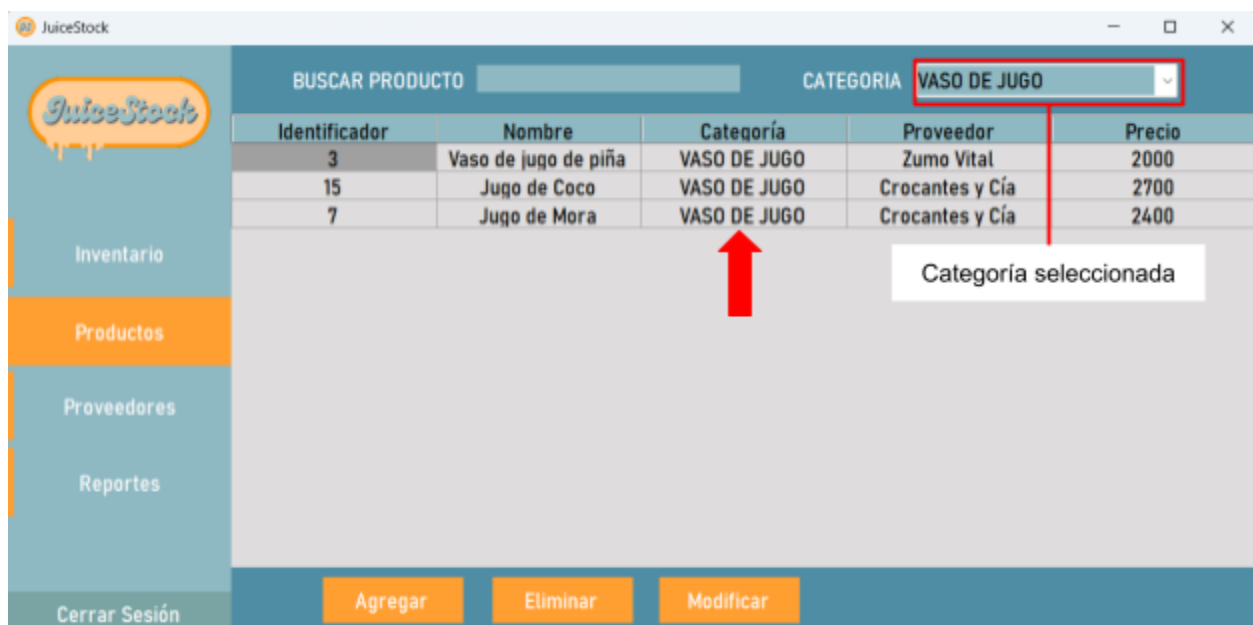 JuiceStock
JuiceStock
BUSCAR PRODUCTO
CATEGORIA VASO DE JUGO
Identificador Nombre Categoría Proveedor Precio
3 Vaso de jugo de piña VASO DE JUGO Zumo Vital 2000
15 Jugo de Coco VASO DE JUGO Crocantes y Cía 2700
7 Jugo de Mora VASO DE JUGO Crocantes y Cía 2400
Categoría seleccionada
Inventario
Productos
Proveedores
Reportes
Cerrar Sesión
Agregar Eliminar Modificar